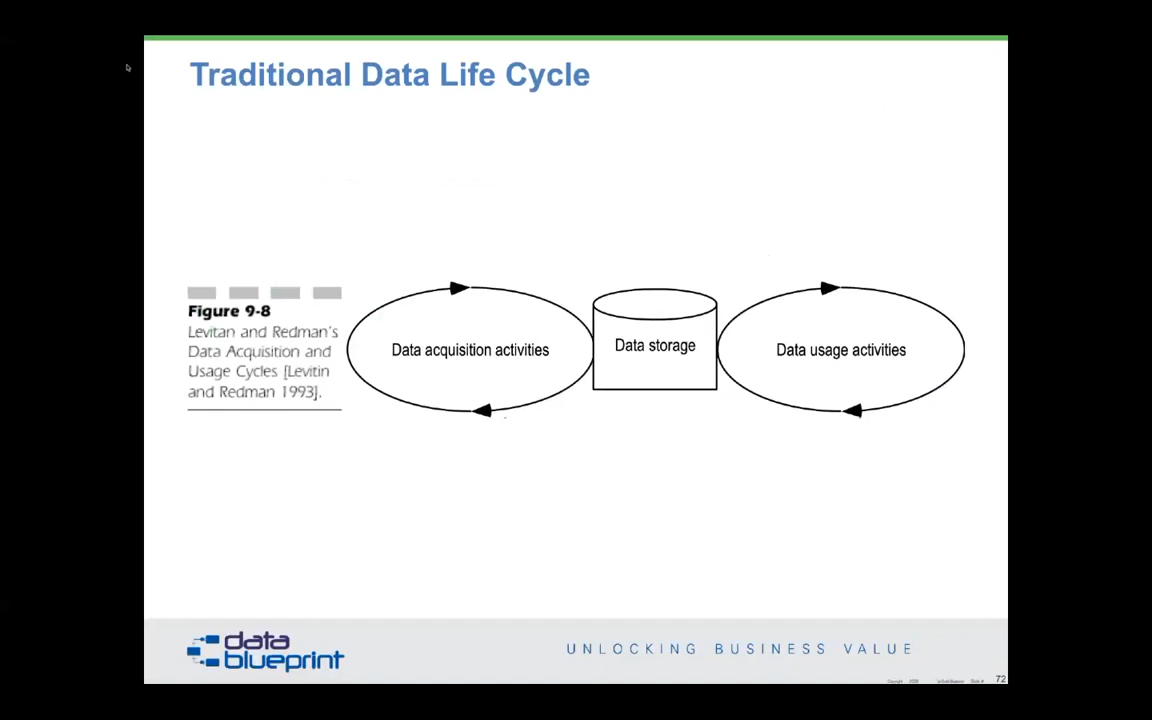 Traditional Data Life Cycle
Figure 9-8
Levitan and Redman's
Data Acquisition and
Usage Cycles [Levitin
and Redman 1993].
Data acquisition activities
Data storage
Data usage activities
data
blueprint
UNLOCKING BUSINESS VALUE
Copyright
72